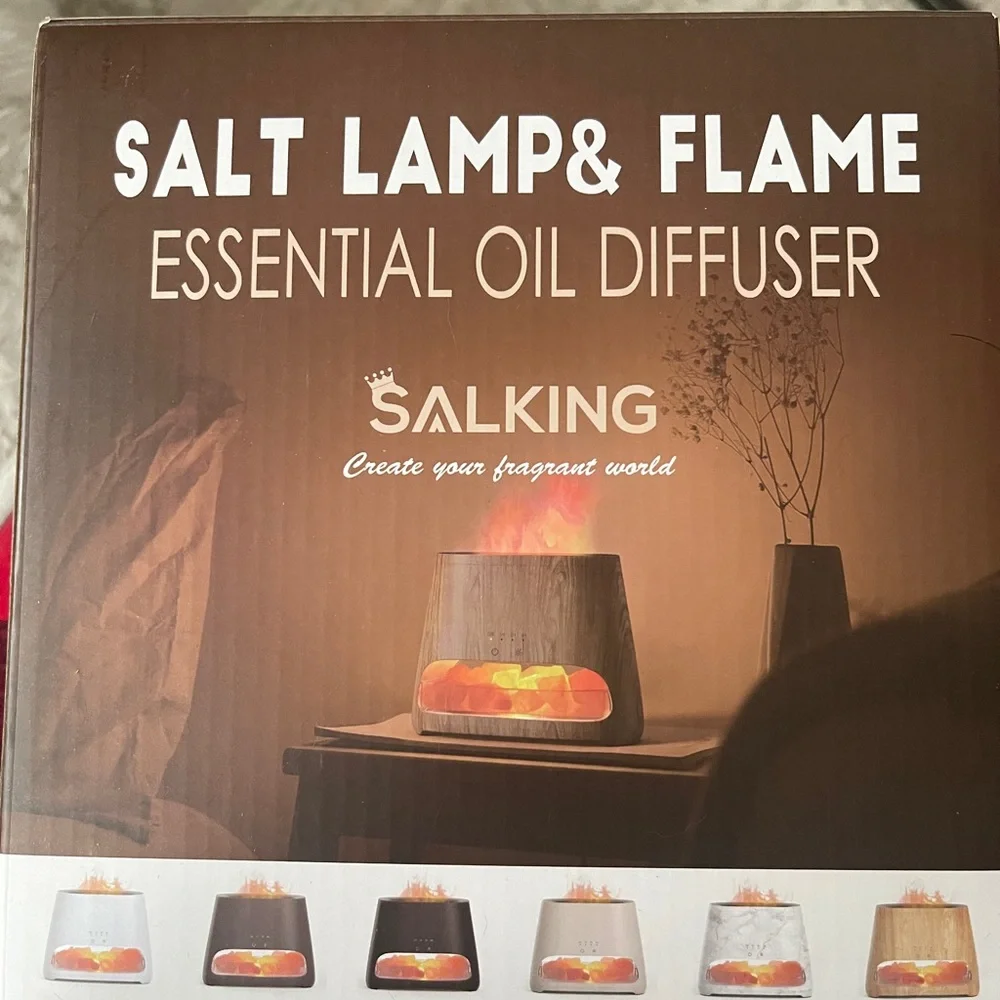 SALT LAMP& FLAME
ESSENTIAL OIL DIFFUSER
SALKING
Create your fragrant world